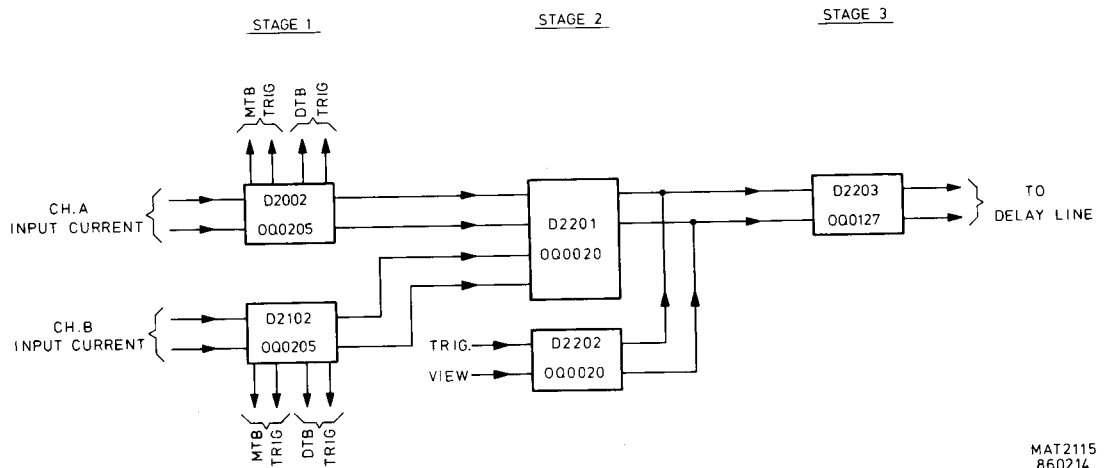 STAGE 1
STAGE 2
STAGE 3
MTB
TRIG
DTB
TRIG
CH.A
INPUT CURRENT
D2002
OQ0205
D2201
OQ0020
D2203
OQ0127
TO
DELAY LINE
CH.B
INPUT CURRENT
D2102
OQ0205
TRIG.
VIEW
D2202
OQ0020
MTB
TRIG
DTB
TRIG
MAT2115
860214